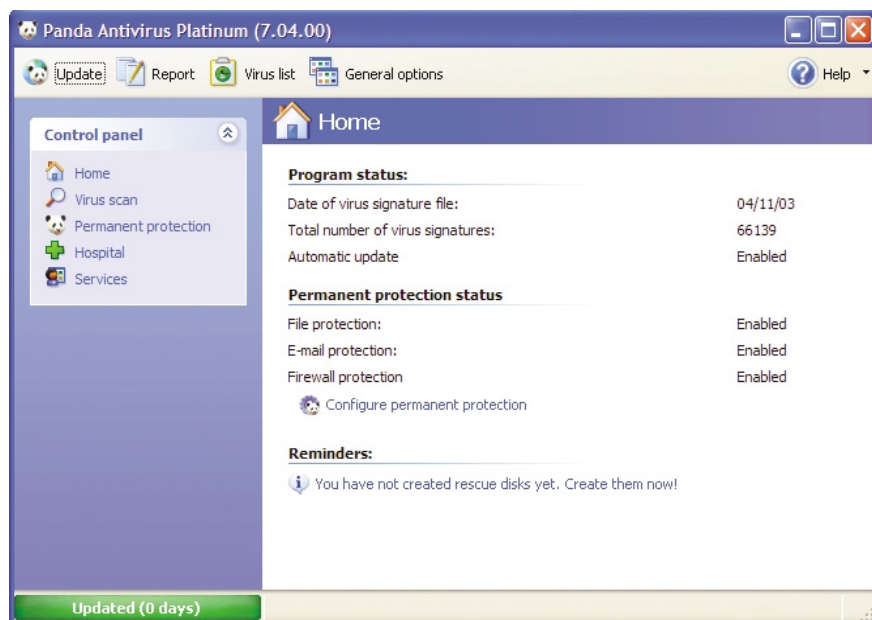 Panda Antivirus Platinum (7.04.00)
Update Report Virus list General options Help
Control panel
Home
Virus scan
Permanent protection
Hospital
Services
Home
Program status:
Date of virus signature file: 04/11/03
Total number of virus signatures: 66139
Automatic update Enabled
Permanent protection status
File protection: Enabled
E-mail protection: Enabled
Firewall protection Enabled
Configure permanent protection
Reminders:
You have not created rescue disks yet. Create them now!
Updated (0 days)